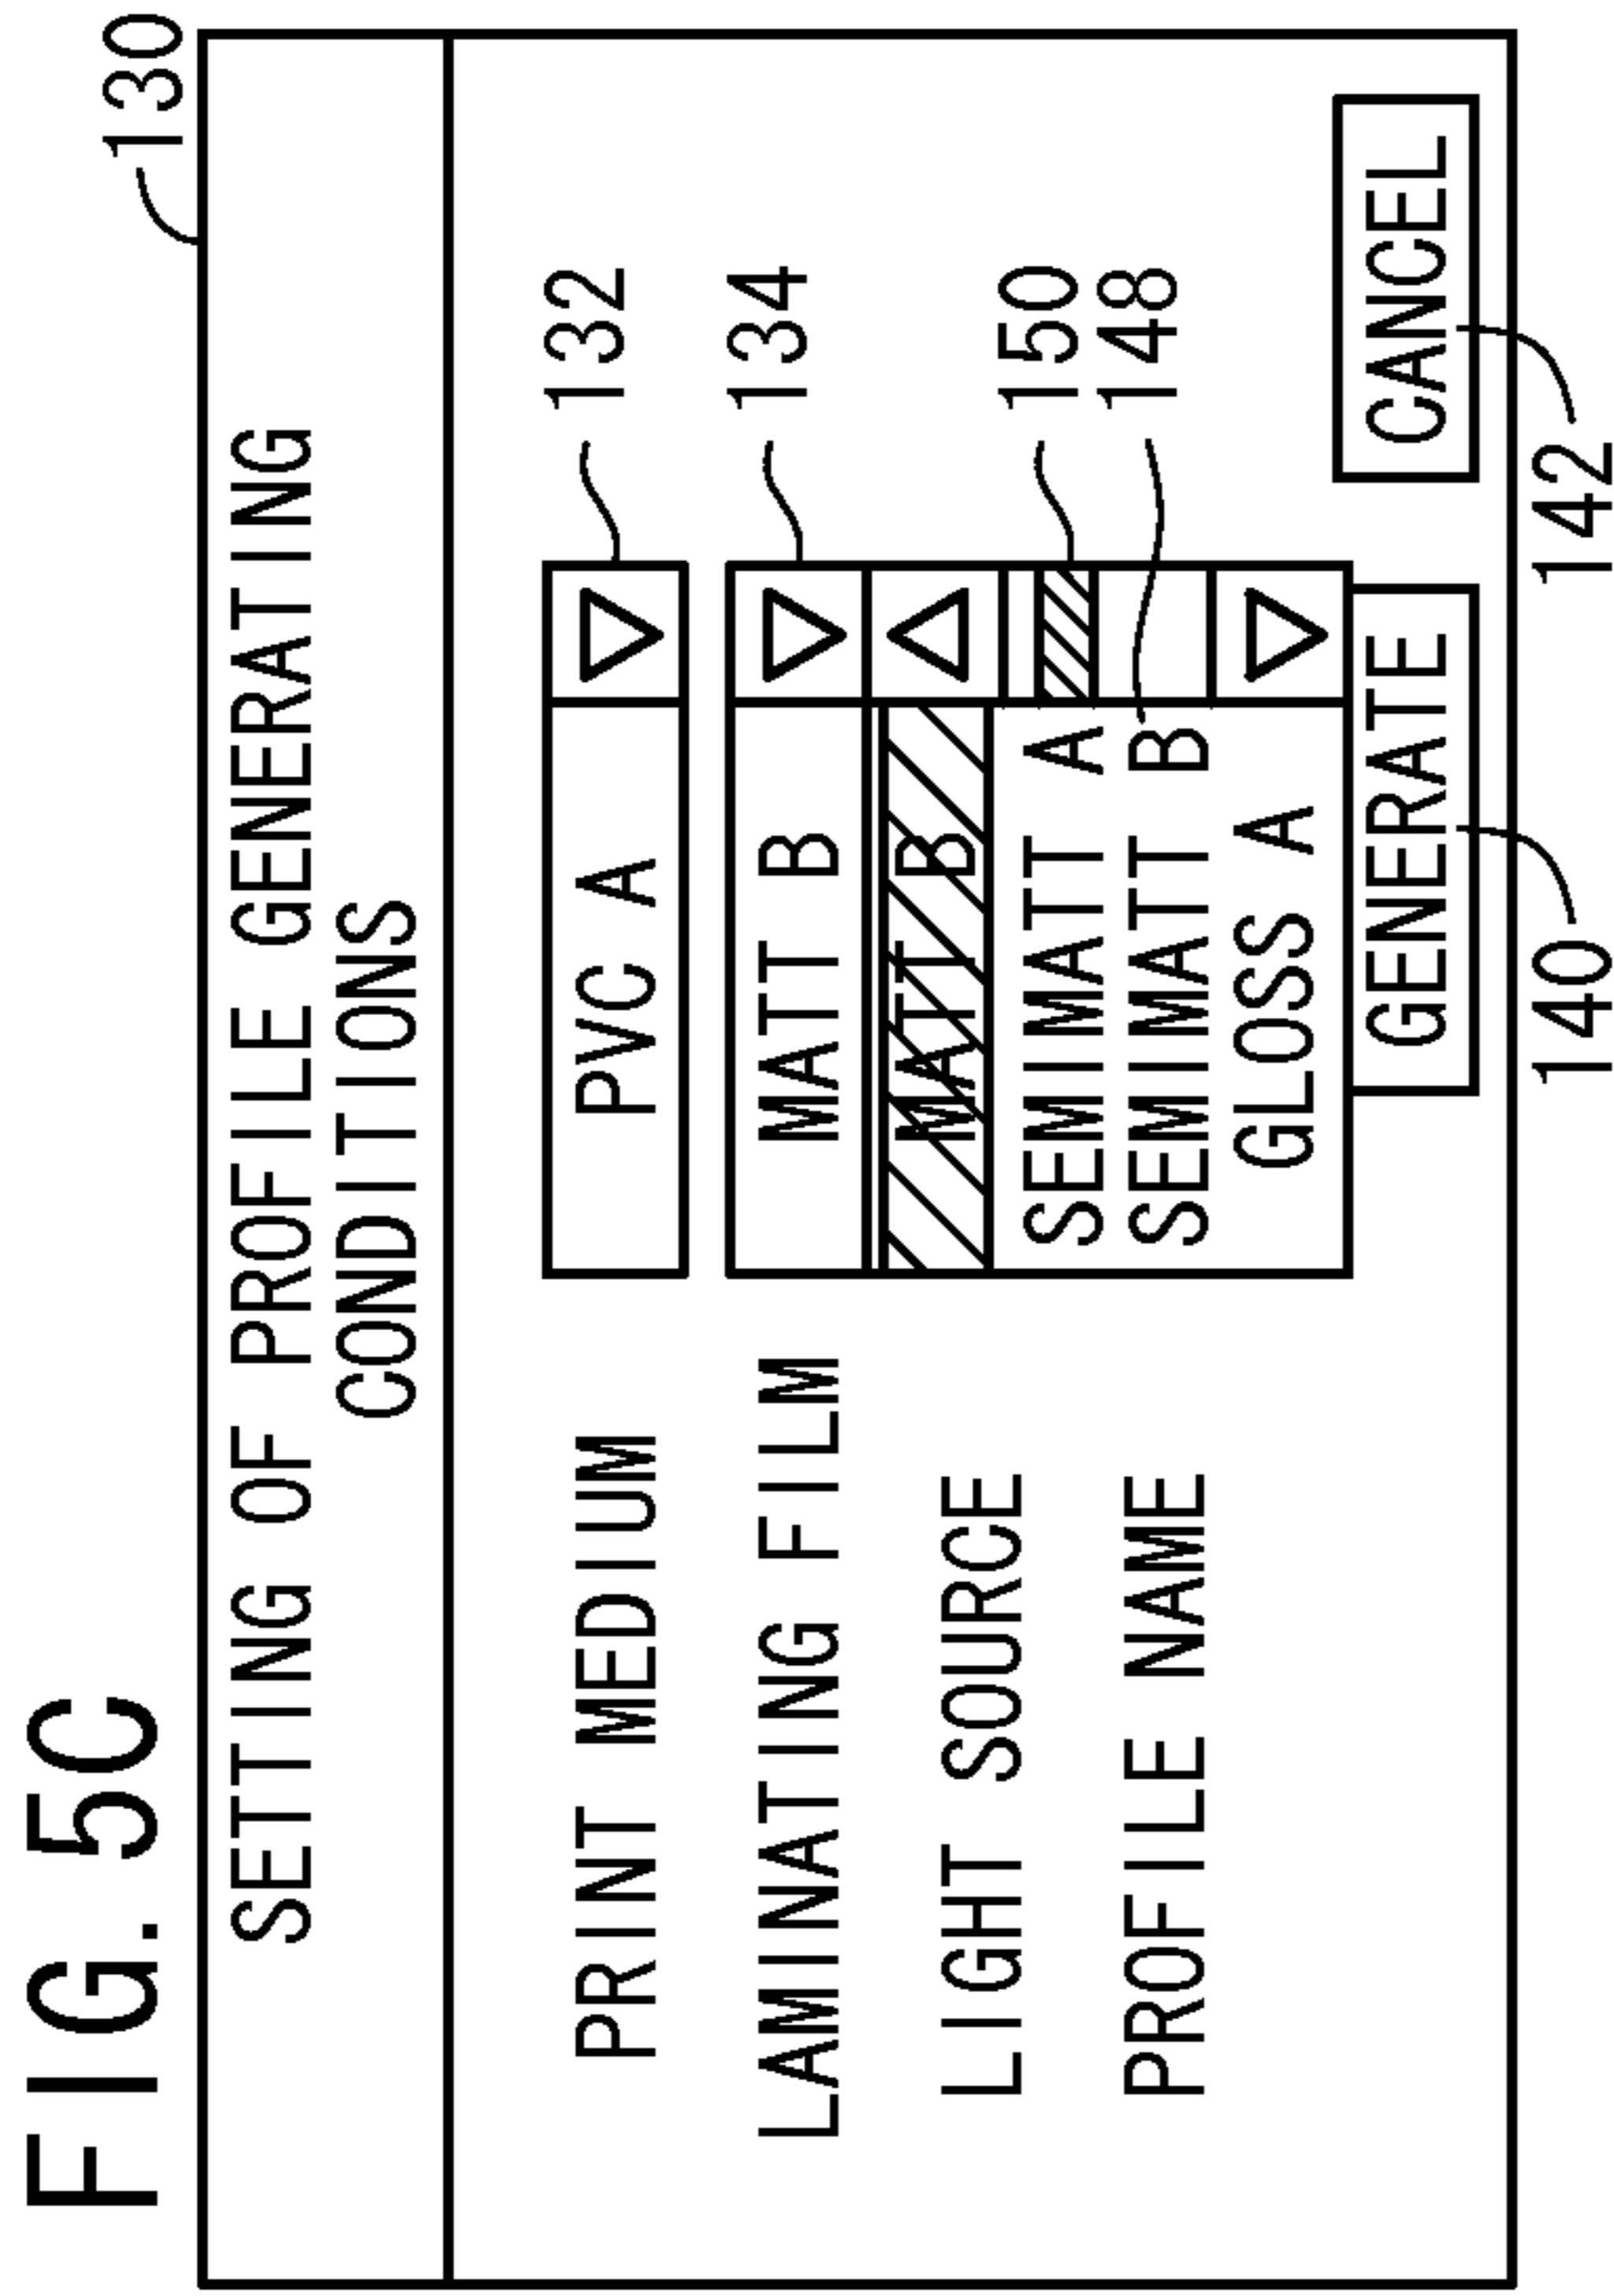 FIG. 5C
130
SETTING OF PROFILE GENERATING
CONDITIONS
PRINT MEDIUM
PVC A
132
LAMINATING FILM
MATT B
134
MATT B
LIGHT SOURCE
SEMIMATT A
150
PROFILE NAME
SEMIMATT B
148
GLOSS A
GENERATE
CANCEL
140
142